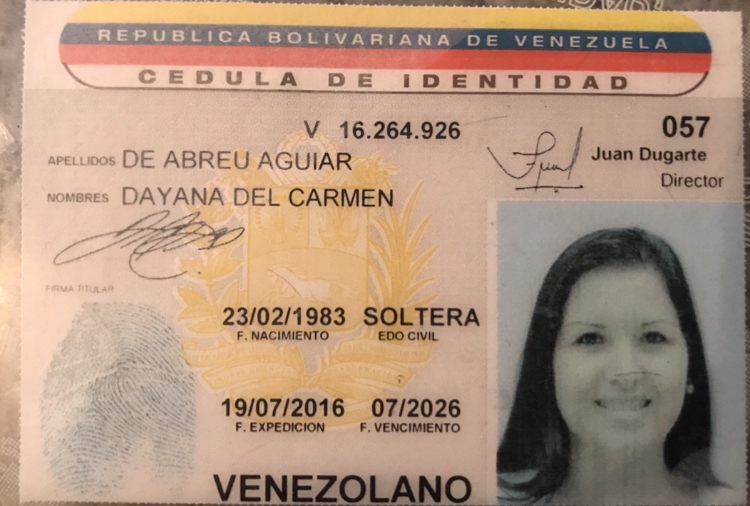 REPUBLICA BOLIVARIANA DE VENEZUELA
CEDULA DE IDENTIDAD
V 16.264.926
057
Juan Dugarte
Director
APELLIDOS DE ABREU AGUIAR
NOMBRES DAYANA DEL CARMEN
FIRMA TITULAR
23/02/1983 SOLTERA
F. NACIMIENTO EDO CIVIL
19/07/2016 07/2026
F. EXPEDICION F. VENCIMIENTO
VENEZOLANO